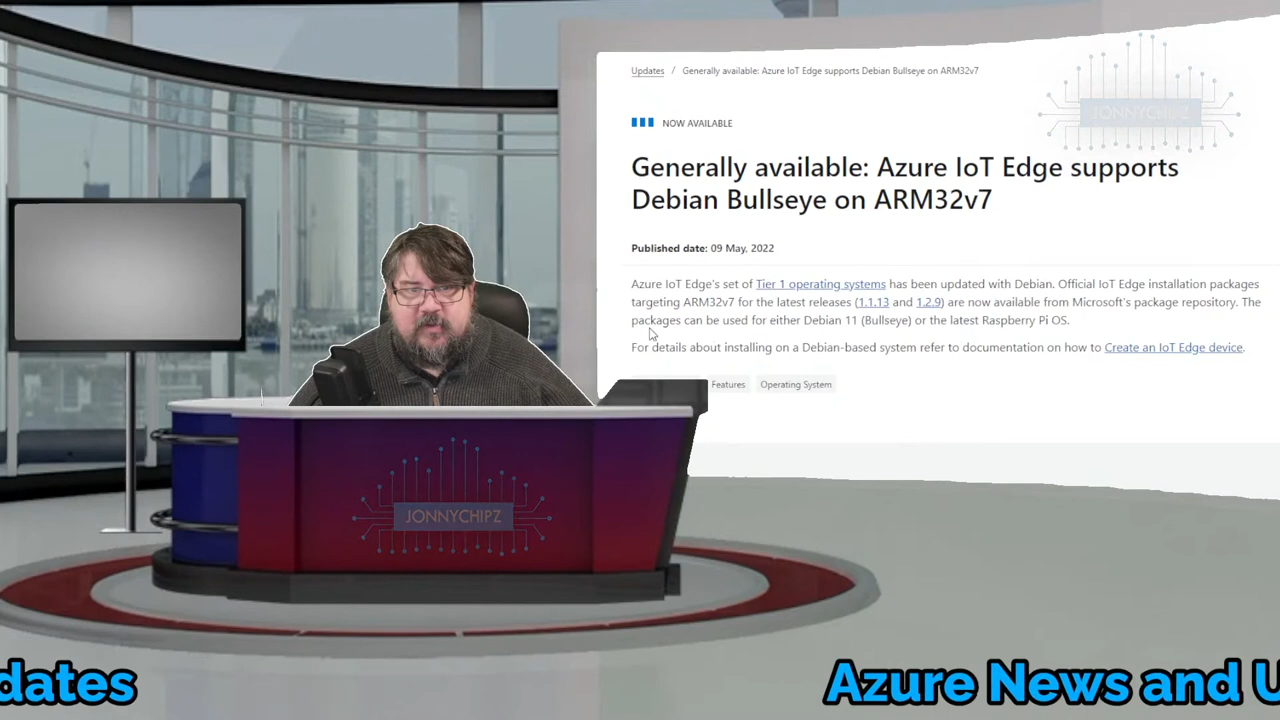 Updates / Generally available: Azure IoT Edge supports Debian Bullseye on ARM32v7
JONNYCHIPZ
NOW AVAILABLE
Generally available: Azure IoT Edge supports
Debian Bullseye on ARM32v7
Published date: 09 May, 2022
Azure IoT Edge's set of Tier 1 operating systems has been updated with Debian. Official IoT Edge installation packages
targeting ARM32v7 for the latest releases (1.1.13 and 1.2.9) are now available from Microsoft's package repository. The
packages can be used for either Debian 11 (Bullseye) or the latest Raspberry Pi OS.
For details about installing on a Debian-based system refer to documentation on how to Create an IoT Edge device.
Features Operating System
JONNYCHIPZ
dates Azure News and U